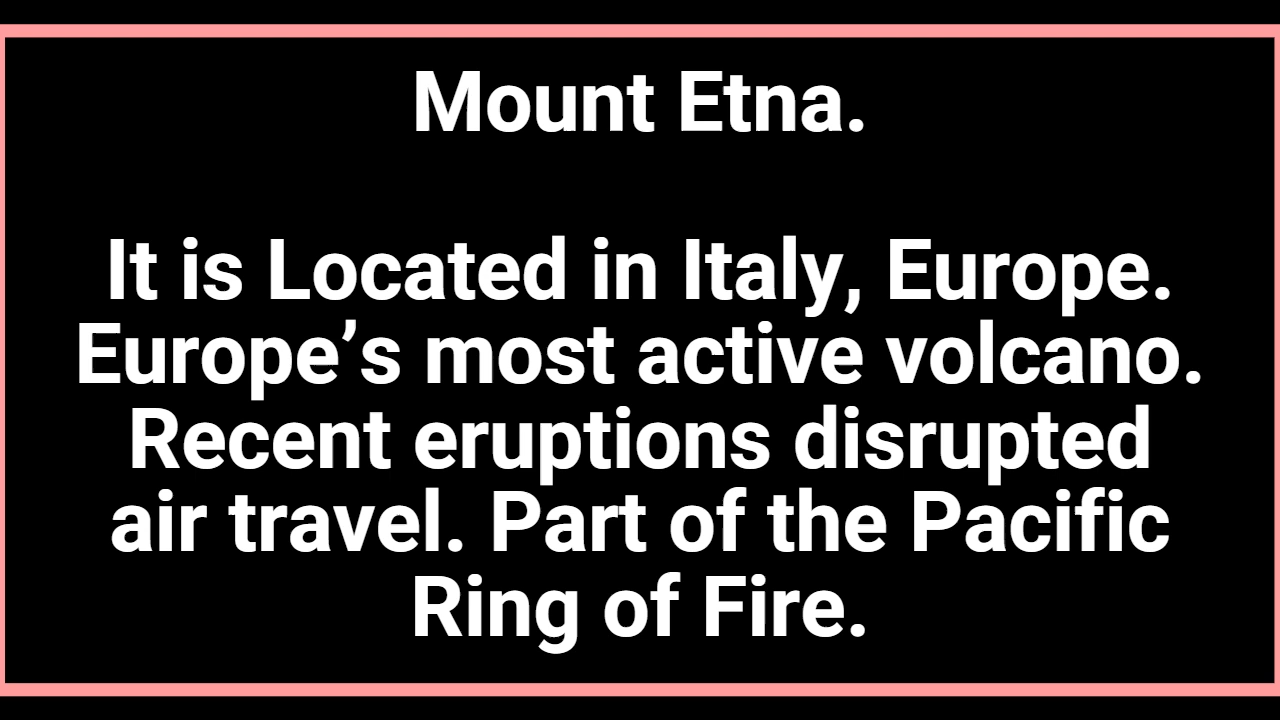 Mount Etna.
It is Located in Italy, Europe.
Europe’s most active volcano.
Recent eruptions disrupted
air travel. Part of the Pacific
Ring of Fire.